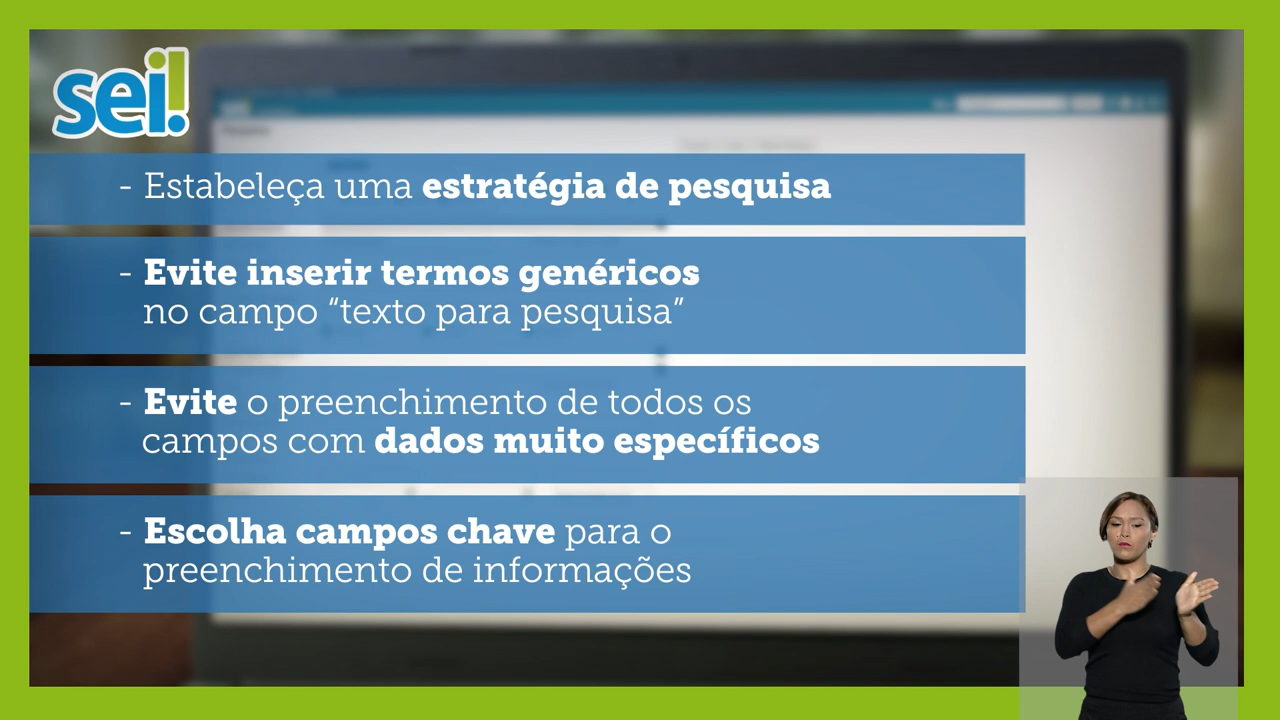 sei!
- Estabeleça uma estratégia de pesquisa
- Evite inserir termos genéricos
no campo “texto para pesquisa”
- Evite o preenchimento de todos os
campos com dados muito específicos
- Escolha campos chave para o
preenchimento de informações